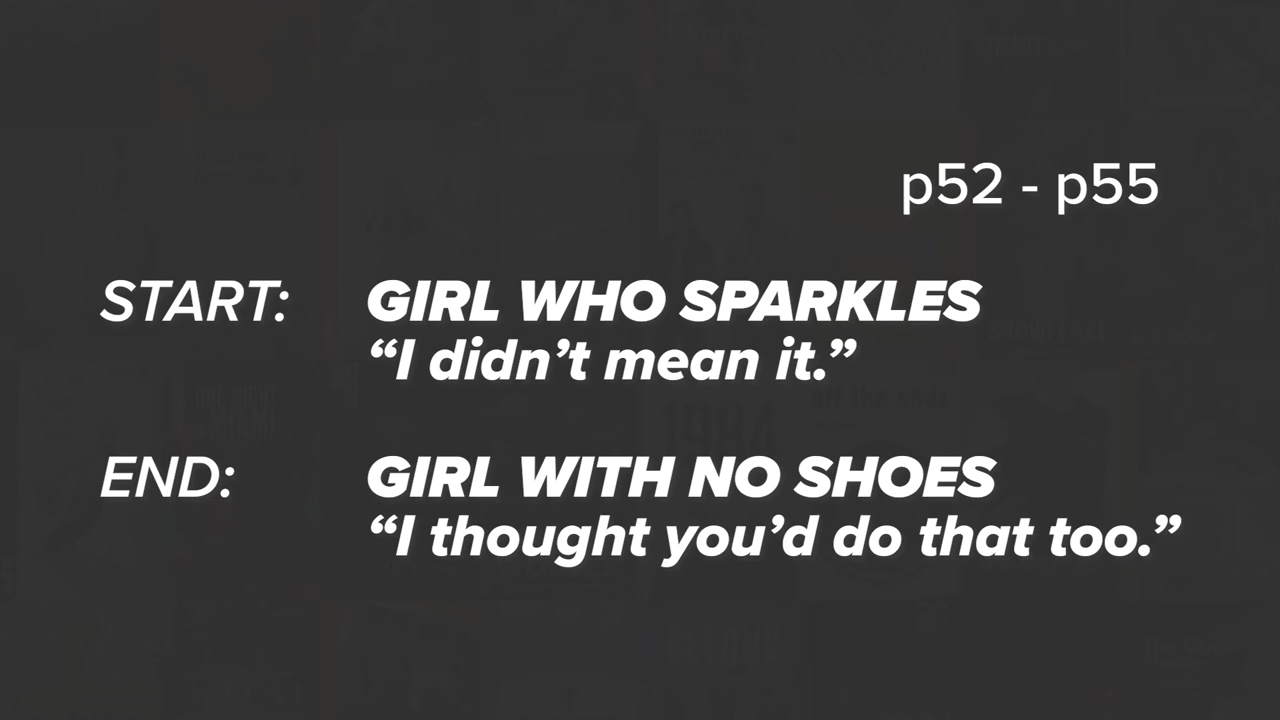 p52 - p55
START: GIRL WHO SPARKLES
“I didn’t mean it.”
END: GIRL WITH NO SHOES
“I thought you’d do that too.”
1984